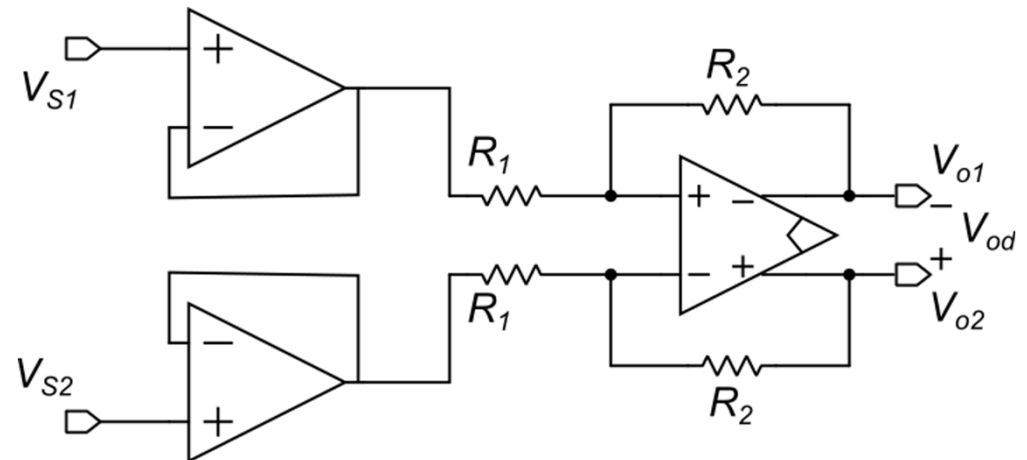 +
V_S1
−
R_2
R_1
V_o1
+ −
−
V_od
− +
+
R_1
V_o2
−
V_S2
R_2
+